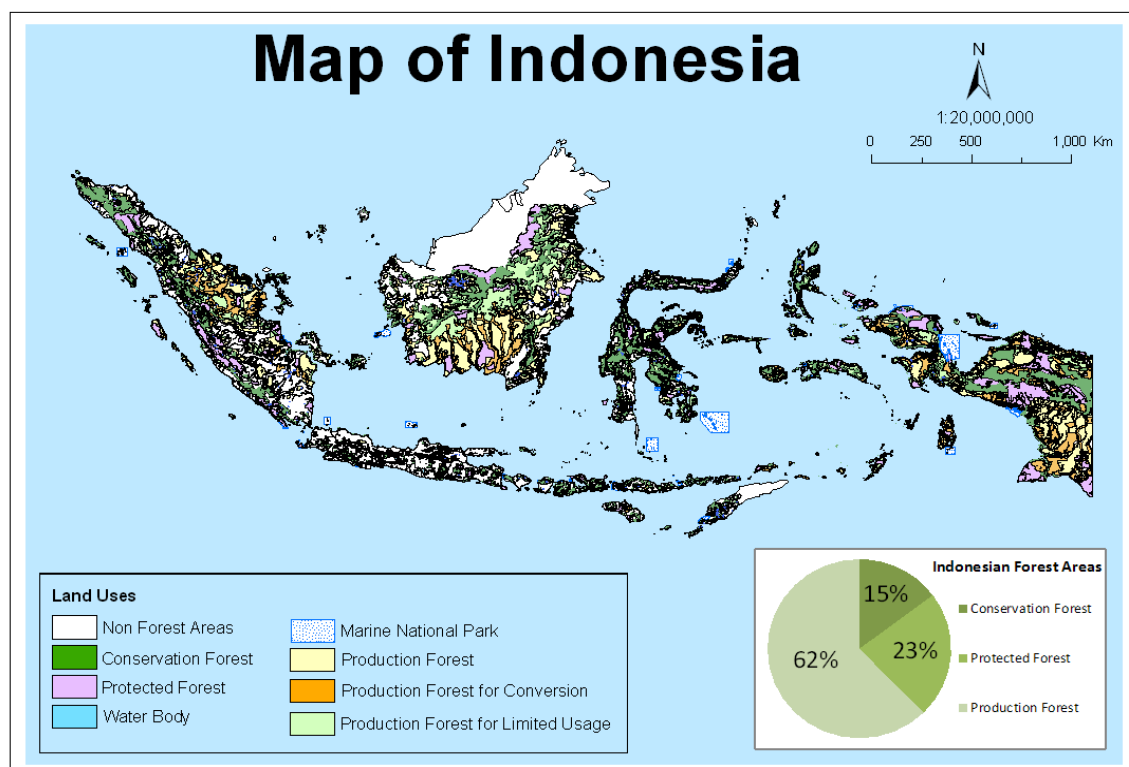 Map of Indonesia
N
1:20,000,000
0 250 500 1,000 Km
Land Uses
Non Forest Areas
Conservation Forest
Protected Forest
Water Body
Marine National Park
Production Forest
Production Forest for Conversion
Production Forest for Limited Usage
Indonesian Forest Areas
15%
23%
62%
Conservation Forest
Protected Forest
Production Forest